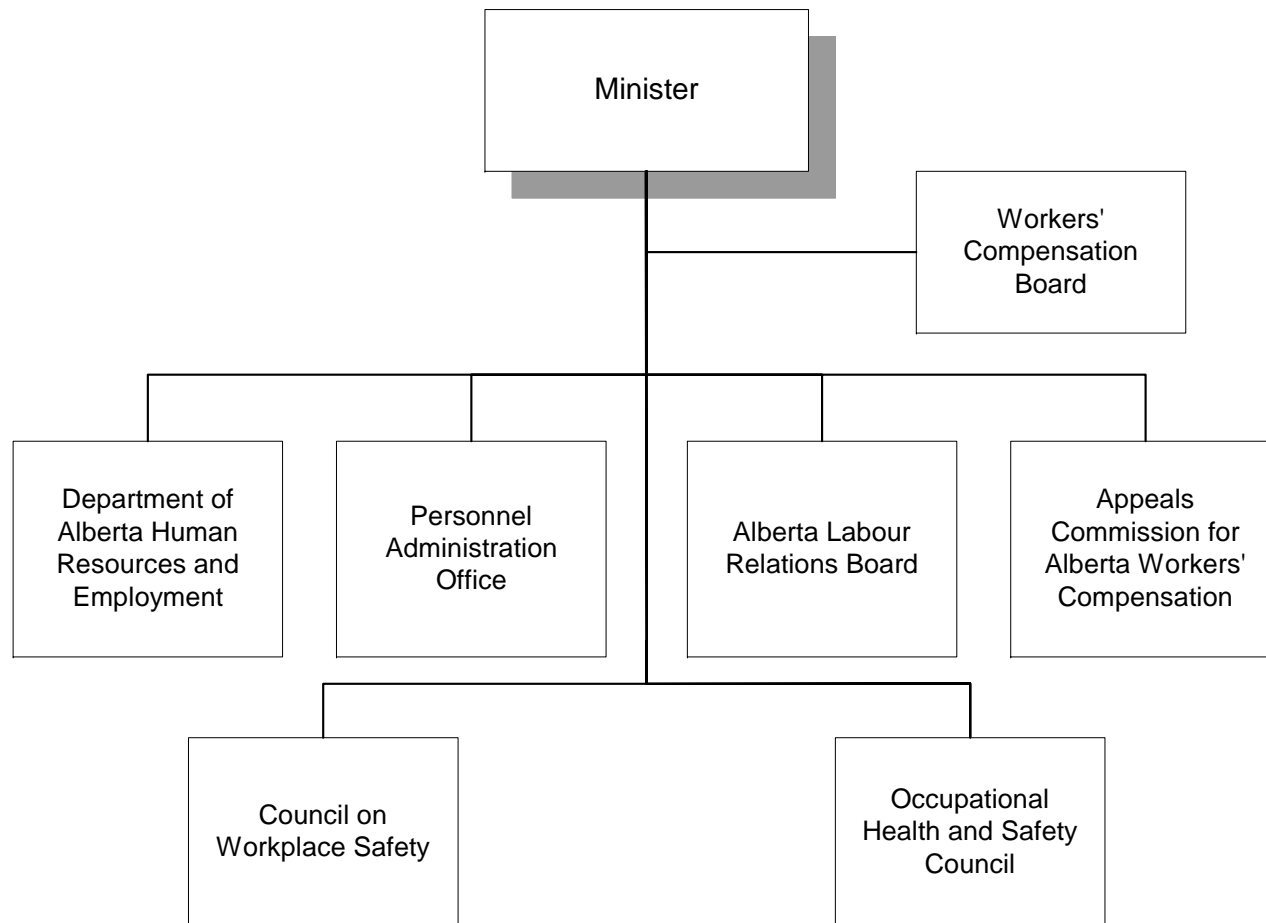 Minister
Workers'
Compensation
Board
Department of
Alberta Human
Resources and
Employment
Personnel
Administration
Office
Alberta Labour
Relations Board
Appeals
Commission for
Alberta Workers'
Compensation
Council on
Workplace Safety
Occupational
Health and Safety
Council